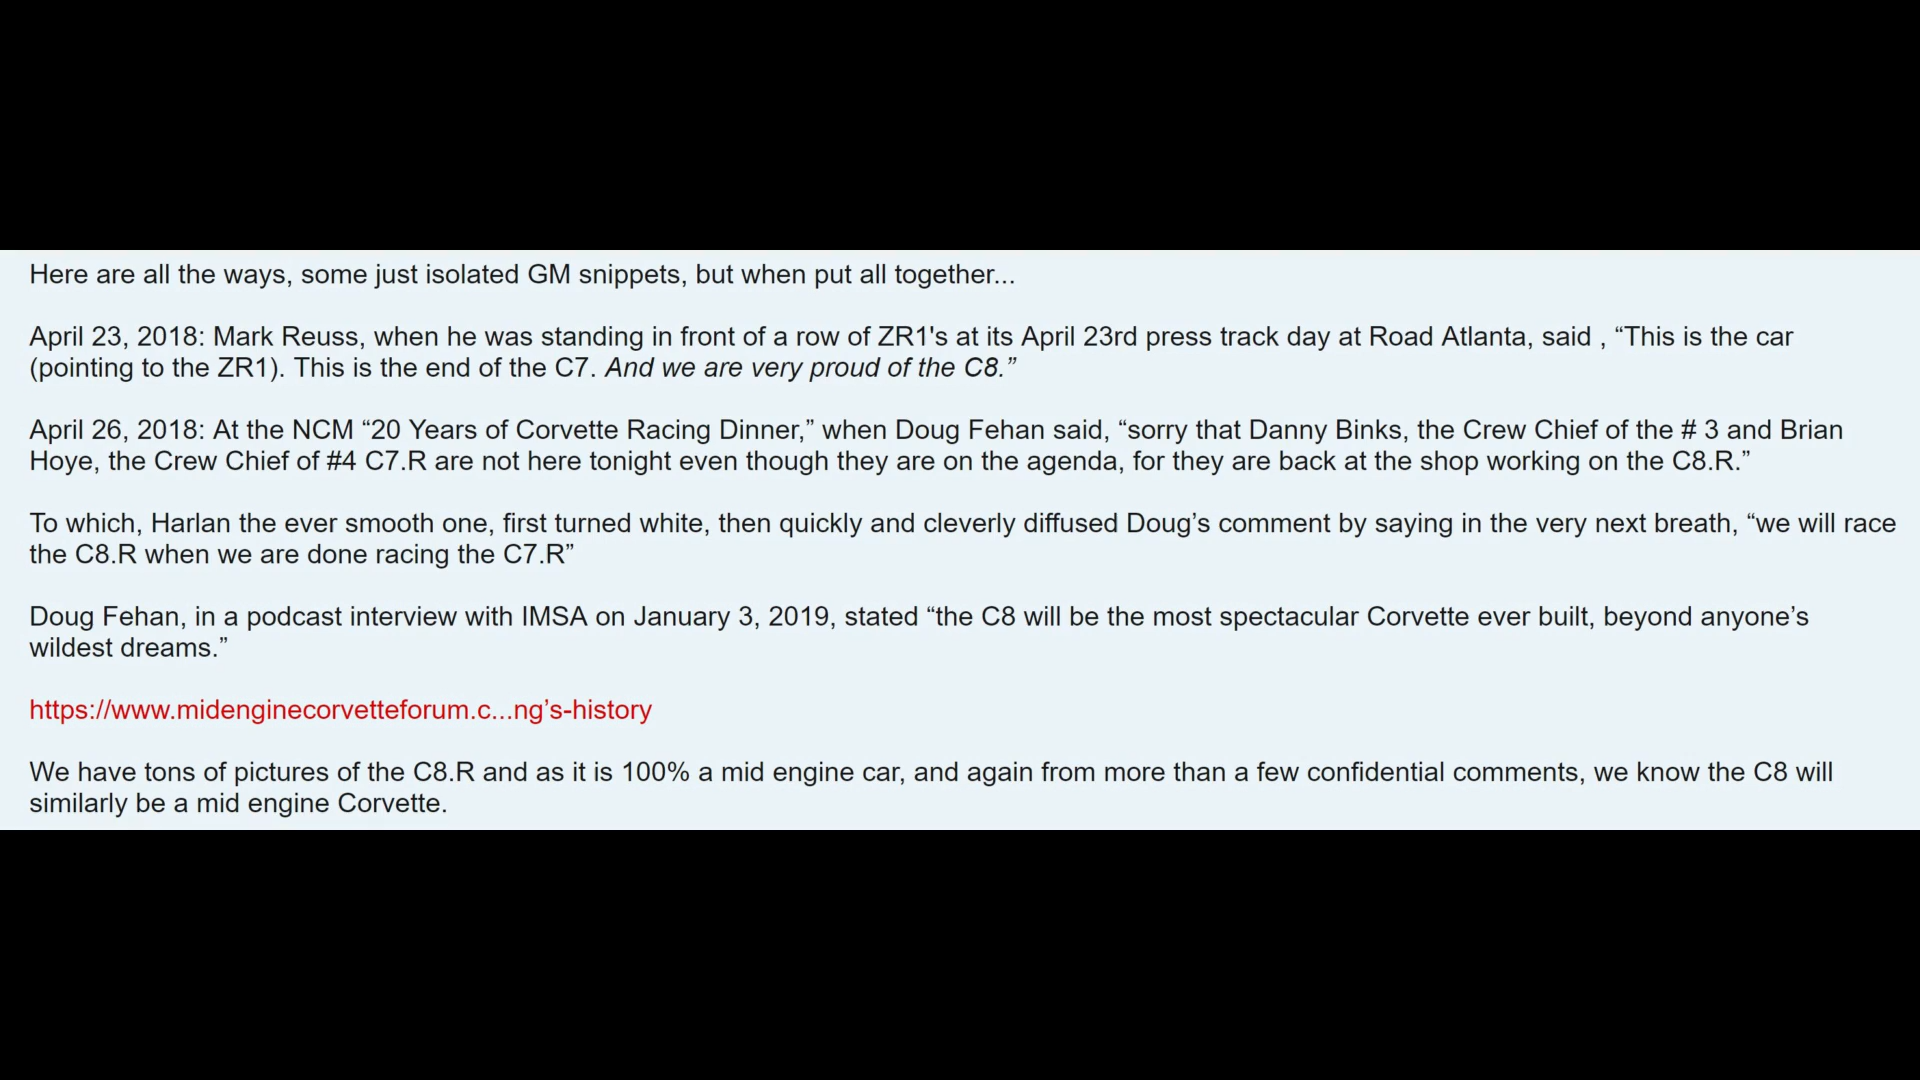 Here are all the ways, some just isolated GM snippets, but when put all together...
April 23, 2018: Mark Reuss, when he was standing in front of a row of ZR1's at its April 23rd press track day at Road Atlanta, said , “This is the car
(pointing to the ZR1). This is the end of the C7. And we are very proud of the C8.”
April 26, 2018: At the NCM “20 Years of Corvette Racing Dinner,” when Doug Fehan said, “sorry that Danny Binks, the Crew Chief of the # 3 and Brian
Hoye, the Crew Chief of #4 C7.R are not here tonight even though they are on the agenda, for they are back at the shop working on the C8.R.”
To which, Harlan the ever smooth one, first turned white, then quickly and cleverly diffused Doug’s comment by saying in the very next breath, “we will race
the C8.R when we are done racing the C7.R”
Doug Fehan, in a podcast interview with IMSA on January 3, 2019, stated “the C8 will be the most spectacular Corvette ever built, beyond anyone’s
wildest dreams.”
https://www.midenginecorvetteforum.c...ng’s-history
We have tons of pictures of the C8.R and as it is 100% a mid engine car, and again from more than a few confidential comments, we know the C8 will
similarly be a mid engine Corvette.